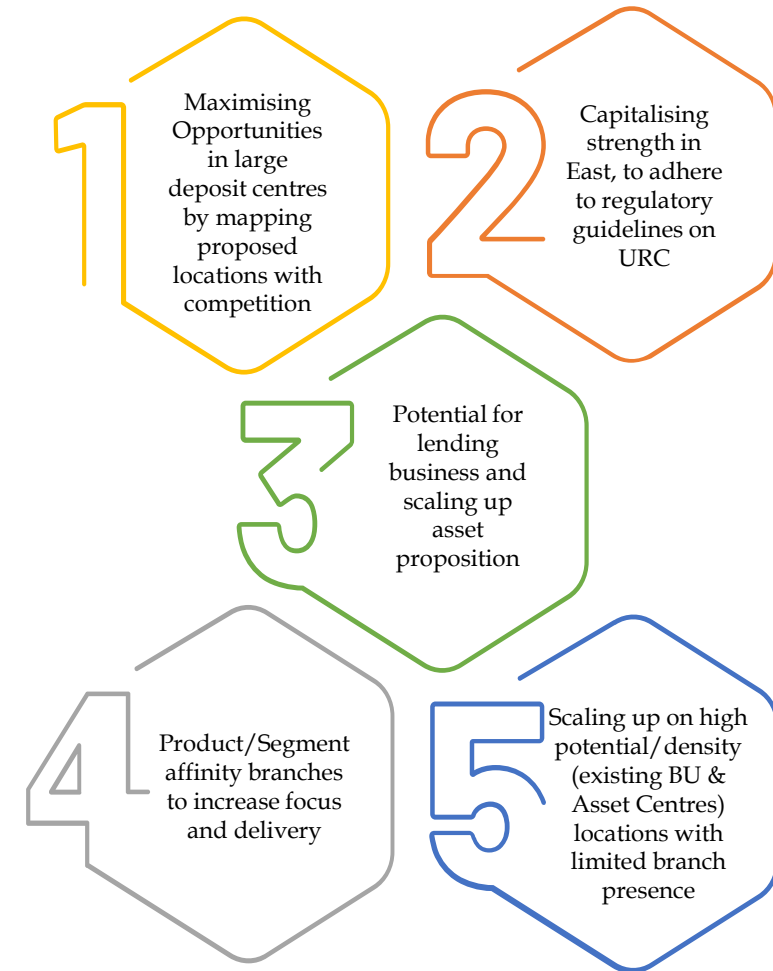 1
Maximising
Opportunities
in large
deposit centres
by mapping
proposed
locations with
competition
2
Capitalising
strength in
East, to adhere
to regulatory
guidelines on
URC
3
Potential for
lending
business and
scaling up
asset
proposition
4
Product/Segment
affinity branches
to increase focus
and delivery
5
Scaling up on high
potential/density
(existing BU &
Asset Centres)
locations with
limited branch
presence